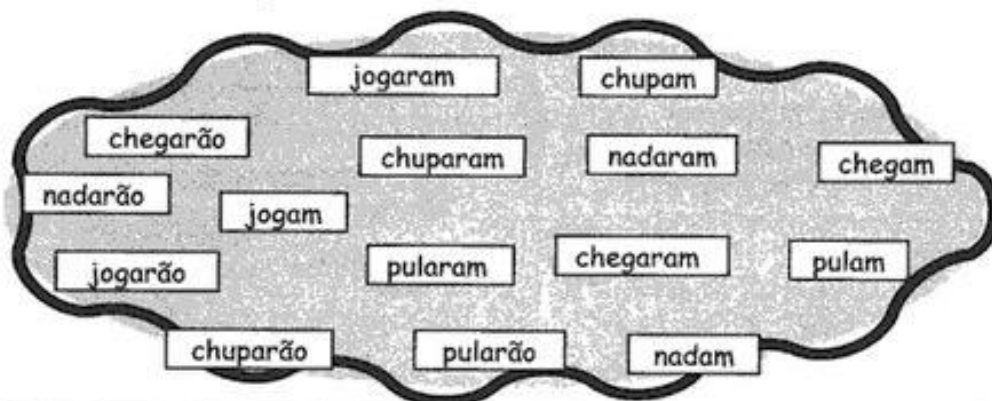 jogaram
chupam
chegarão
chuparam
nadaram
chegam
nadarão
jogam
jogarão
pularam
chegaram
pulam
chuparão
pularão
nadam